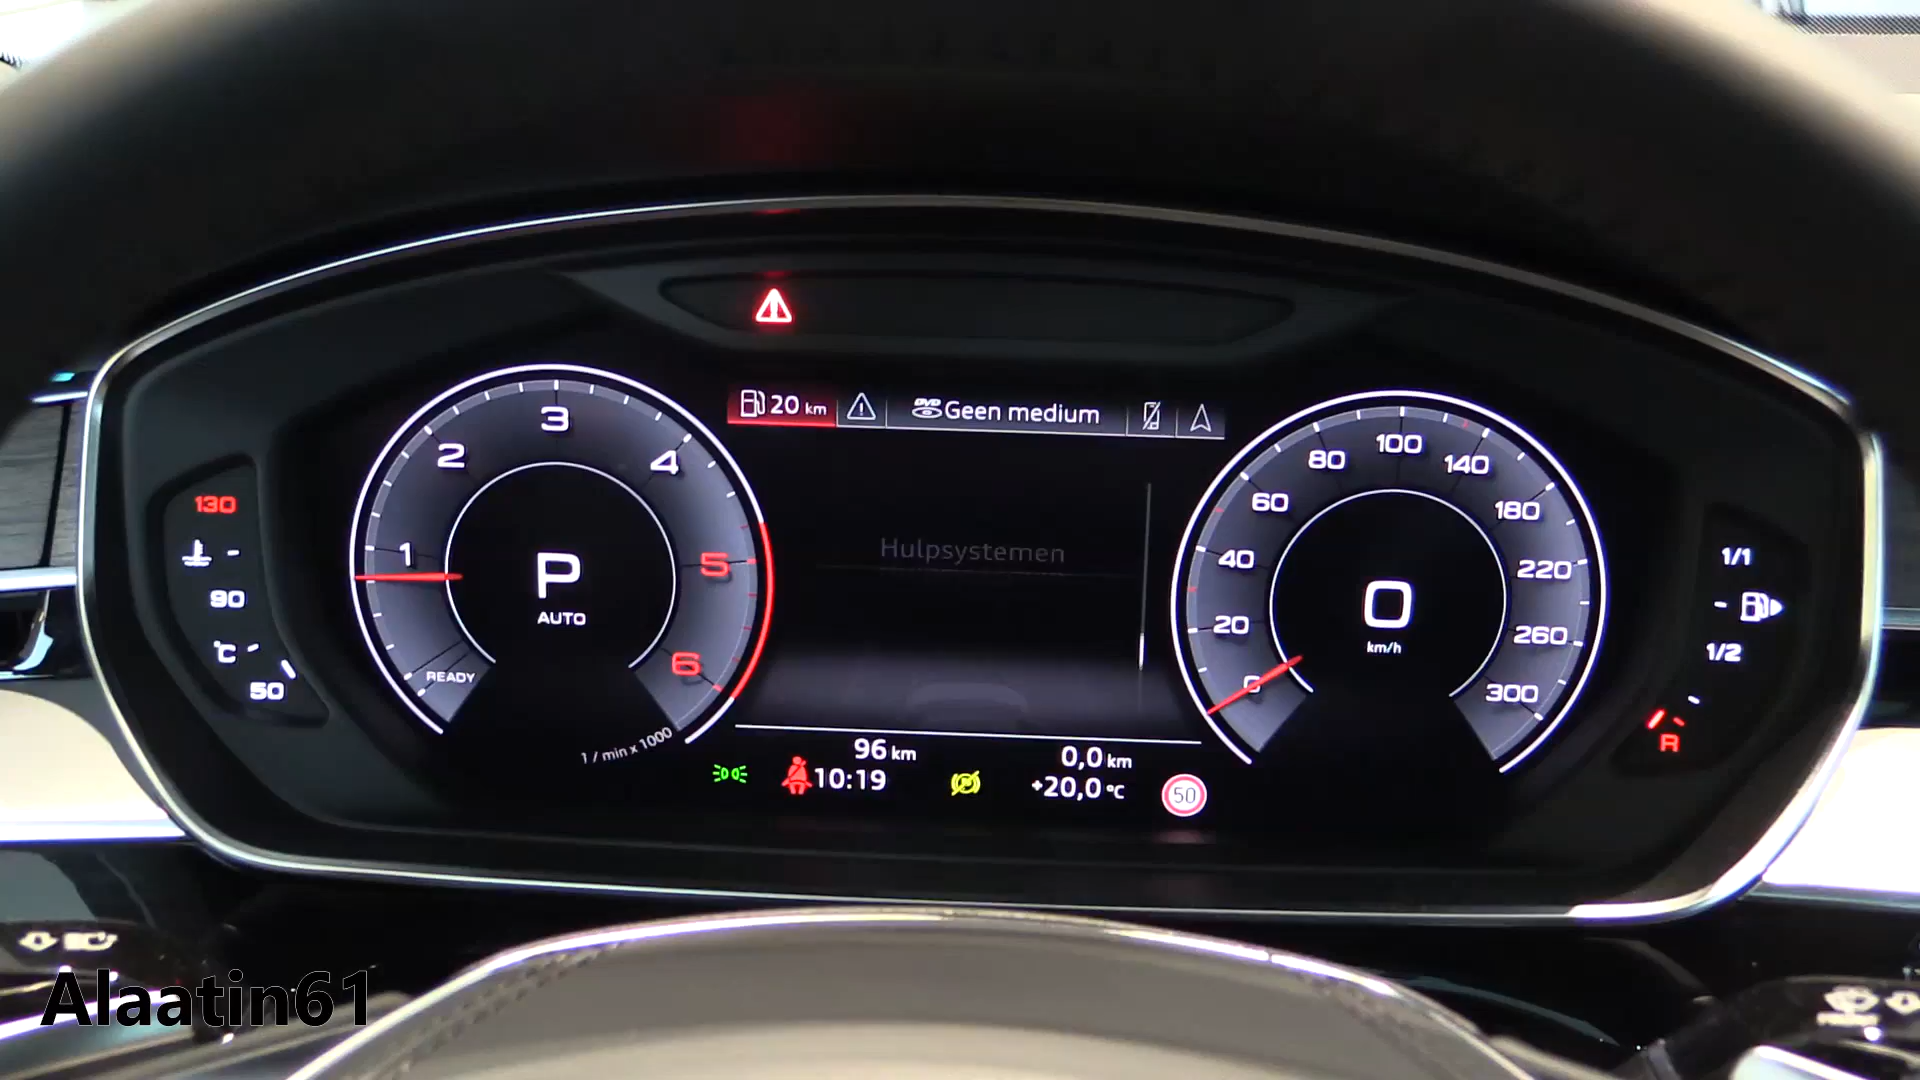 20 km
DVD Geen medium
130
90
°C
50
1
2
3
4
5
6
READY
P
AUTO
1 / min x 1000
Hulpsystemen
0
20
40
60
80
100
140
180
220
260
300
0
km/h
1/1
1/2
R
96 km
0,0 km
10:19
+20,0 °C
50
Alaatin61